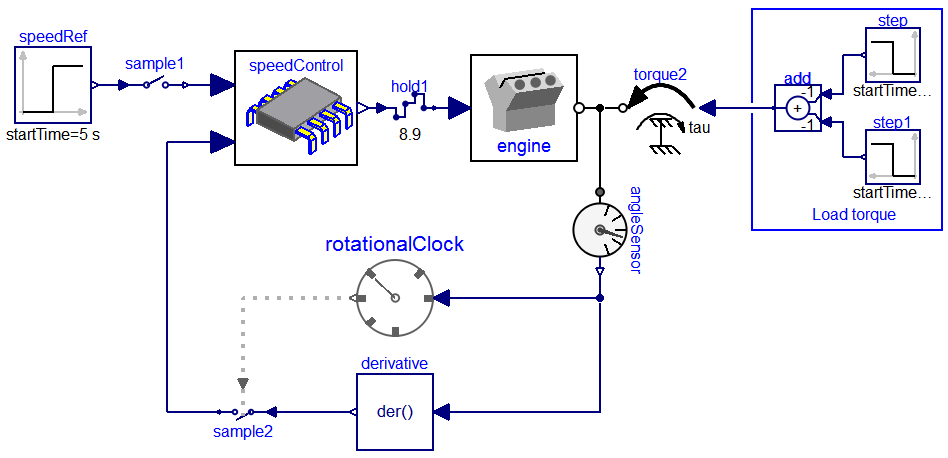 speedRef
startTime=5 s
sample1
speedControl
hold1
8.9
engine
torque2
tau
step
startTime...
add
-1
+
-1
step1
startTime...
Load torque
angleSensor
rotationalClock
derivative
der()
sample2